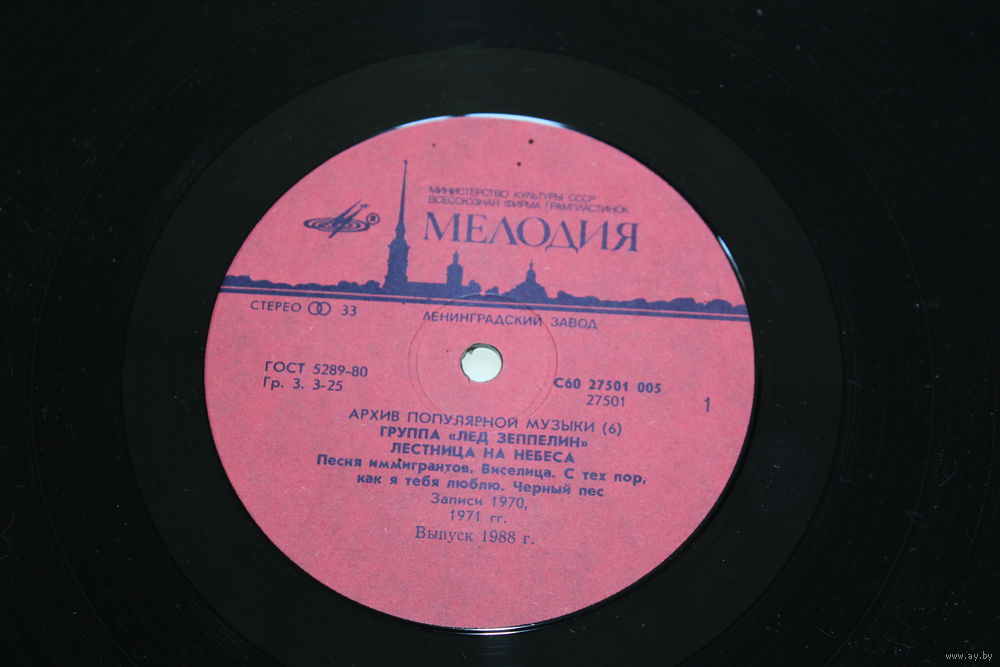 МИНИСТЕРСТВО КУЛЬТУРЫ СССР
ВСЕСОЮЗНАЯ ФИРМА ГРАМПЛАСТИНОК
®
МЕЛОДИЯ
СТЕРЕО 33
ЛЕНИНГРАДСКИЙ ЗАВОД
ГОСТ 5289-80
Гр. 3. 3-25
С60 27501 005
27501
1
АРХИВ ПОПУЛЯРНОЙ МУЗЫКИ (6)
ГРУППА «ЛЕД ЗЕППЕЛИН»
ЛЕСТНИЦА НА НЕБЕСА
Песня иммигрантов. Виселица. С тех пор,
как я тебя люблю. Черный пес
Записи 1970,
1971 гг.
Выпуск 1988 г.
www.ay.by